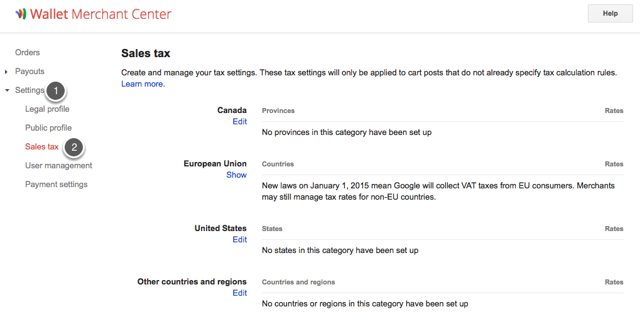 Wallet Merchant Center
Help
Orders
Payouts
Settings 1
Legal profile
Public profile
Sales tax 2
User management
Payment settings
Sales tax
Create and manage your tax settings. These tax settings will only be applied to cart posts that do not already specify tax calculation rules.
Learn more.
Canada Provinces Rates
Edit
No provinces in this category have been set up
European Union Countries Rates
Show
New laws on January 1, 2015 mean Google will collect VAT taxes from EU consumers. Merchants
may still manage tax rates for non-EU countries.
United States States Rates
Edit
No states in this category have been set up
Other countries and regions Countries and regions Rates
Edit
No countries or regions in this category have been set up